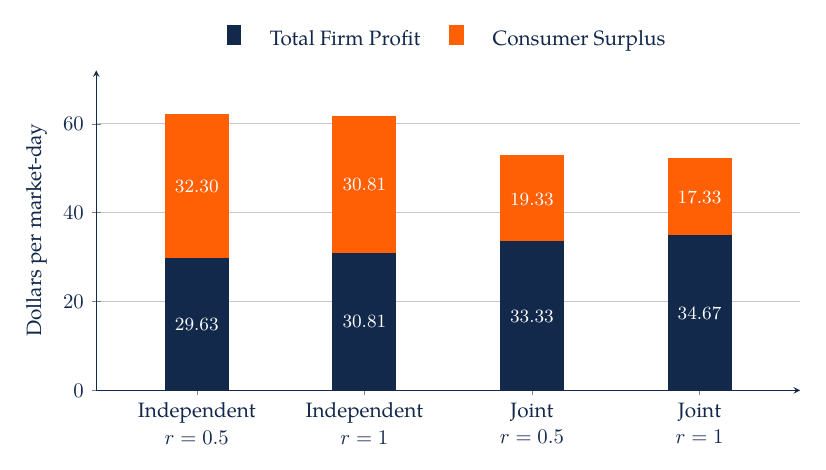 Total Firm Profit Consumer Surplus
Dollars per market-day
60
40
20
0
32.30 30.81 19.33 17.33
29.63 30.81 33.33 34.67
Independent Independent Joint Joint
r = 0.5 r = 1 r = 0.5 r = 1